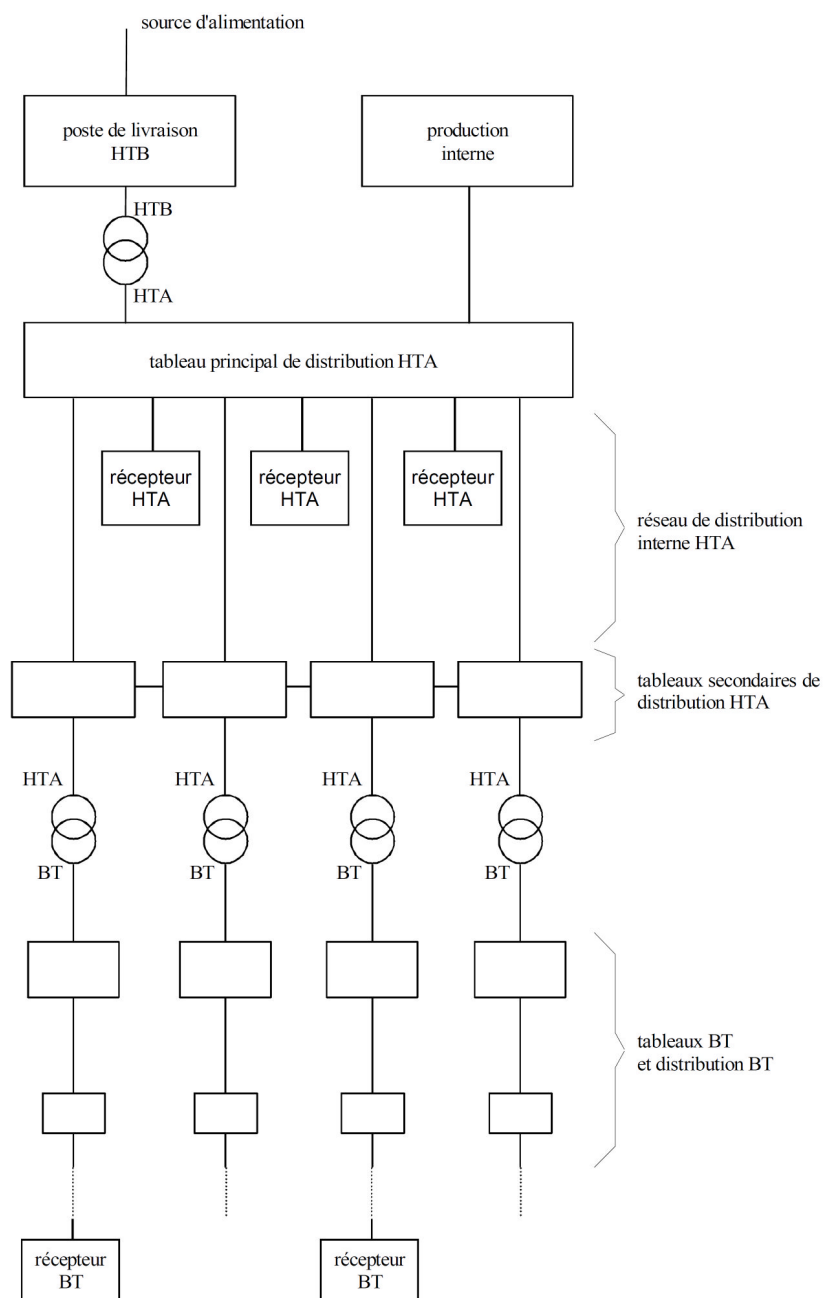 source d'alimentation
poste de livraison
HTB
production
interne
HTB
HTA
tableau principal de distribution HTA
récepteur
HTA
récepteur
HTA
récepteur
HTA
réseau de distribution
interne HTA
tableaux secondaires de
distribution HTA
HTA
HTA
HTA
HTA
BT
BT
BT
BT
tableaux BT
et distribution BT
récepteur
BT
récepteur
BT